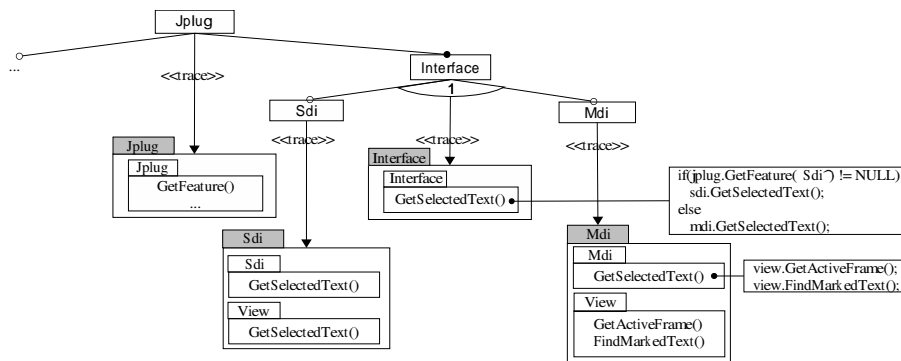 Jplug
...
<<trace>>
Interface
1
Sdi
Mdi
<<trace>>
<<trace>>
<<trace>>
Jplug
Jplug
GetFeature()
...
Interface
Interface
GetSelectedText()
if(jplug.GetFeature( Sdi^) != NULL)
sdi.GetSelectedText();
else
mdi.GetSelectedText();
Sdi
Sdi
GetSelectedText()
View
GetSelectedText()
Mdi
Mdi
GetSelectedText()
View
GetActiveFrame()
FindMarkedText()
view.GetActiveFrame();
view.FindMarkedText();